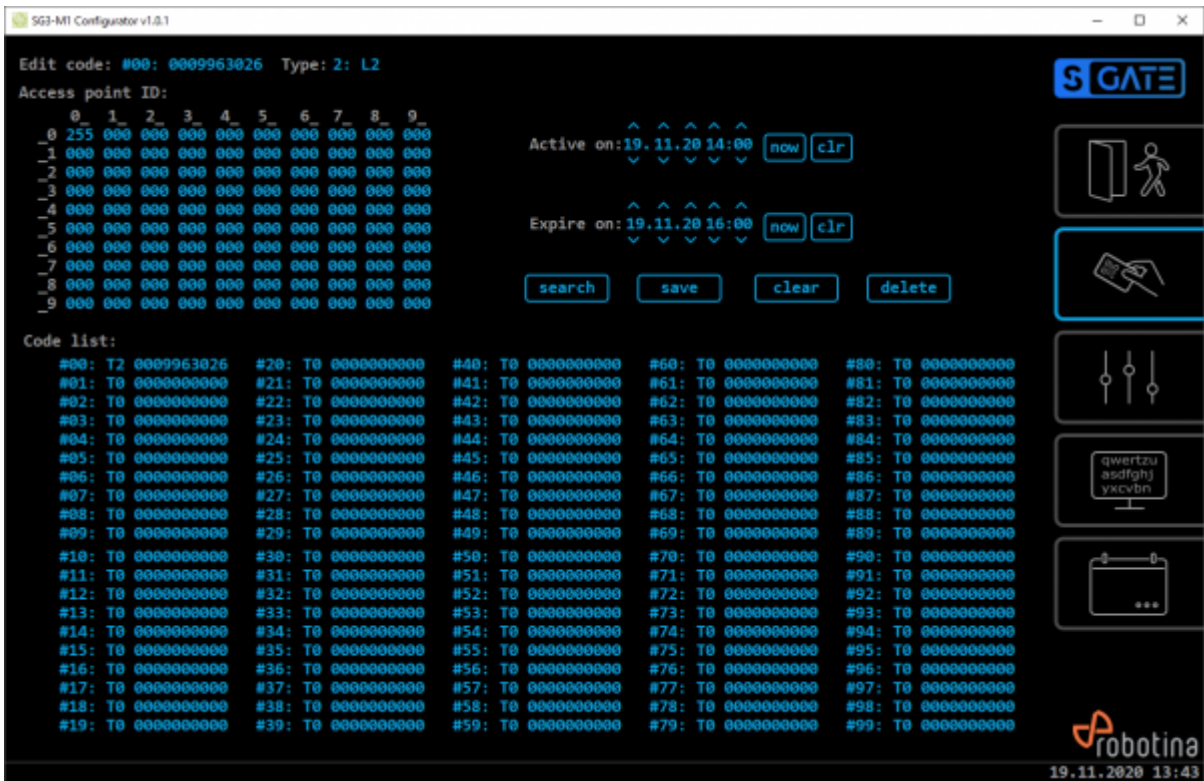 SG3-M1 Configurator v1.0.1
Edit code: #00: 0009963026 Type: 2: L2
Access point ID:
0_ 1_ 2_ 3_ 4_ 5_ 6_ 7_ 8_ 9_
_0 255 000 000 000 000 000 000 000 000 000
_1 000 000 000 000 000 000 000 000 000 000
_2 000 000 000 000 000 000 000 000 000 000
_3 000 000 000 000 000 000 000 000 000 000
_4 000 000 000 000 000 000 000 000 000 000
_5 000 000 000 000 000 000 000 000 000 000
_6 000 000 000 000 000 000 000 000 000 000
_7 000 000 000 000 000 000 000 000 000 000
_8 000 000 000 000 000 000 000 000 000 000
_9 000 000 000 000 000 000 000 000 000 000
Active on: 19.11.20 14:00 now clr
Expire on: 19.11.20 16:00 now clr
search save clear delete
Code list:
#00: T2 0009963026 #20: T0 0000000000 #40: T0 0000000000 #60: T0 0000000000 #80: T0 0000000000
#01: T0 0000000000 #21: T0 0000000000 #41: T0 0000000000 #61: T0 0000000000 #81: T0 0000000000
#02: T0 0000000000 #22: T0 0000000000 #42: T0 0000000000 #62: T0 0000000000 #82: T0 0000000000
#03: T0 0000000000 #23: T0 0000000000 #43: T0 0000000000 #63: T0 0000000000 #83: T0 0000000000
#04: T0 0000000000 #24: T0 0000000000 #44: T0 0000000000 #64: T0 0000000000 #84: T0 0000000000
#05: T0 0000000000 #25: T0 0000000000 #45: T0 0000000000 #65: T0 0000000000 #85: T0 0000000000
#06: T0 0000000000 #26: T0 0000000000 #46: T0 0000000000 #66: T0 0000000000 #86: T0 0000000000
#07: T0 0000000000 #27: T0 0000000000 #47: T0 0000000000 #67: T0 0000000000 #87: T0 0000000000
#08: T0 0000000000 #28: T0 0000000000 #48: T0 0000000000 #68: T0 0000000000 #88: T0 0000000000
#09: T0 0000000000 #29: T0 0000000000 #49: T0 0000000000 #69: T0 0000000000 #89: T0 0000000000
#10: T0 0000000000 #30: T0 0000000000 #50: T0 0000000000 #70: T0 0000000000 #90: T0 0000000000
#11: T0 0000000000 #31: T0 0000000000 #51: T0 0000000000 #71: T0 0000000000 #91: T0 0000000000
#12: T0 0000000000 #32: T0 0000000000 #52: T0 0000000000 #72: T0 0000000000 #92: T0 0000000000
#13: T0 0000000000 #33: T0 0000000000 #53: T0 0000000000 #73: T0 0000000000 #93: T0 0000000000
#14: T0 0000000000 #34: T0 0000000000 #54: T0 0000000000 #74: T0 0000000000 #94: T0 0000000000
#15: T0 0000000000 #35: T0 0000000000 #55: T0 0000000000 #75: T0 0000000000 #95: T0 0000000000
#16: T0 0000000000 #36: T0 0000000000 #56: T0 0000000000 #76: T0 0000000000 #96: T0 0000000000
#17: T0 0000000000 #37: T0 0000000000 #57: T0 0000000000 #77: T0 0000000000 #97: T0 0000000000
#18: T0 0000000000 #38: T0 0000000000 #58: T0 0000000000 #78: T0 0000000000 #98: T0 0000000000
#19: T0 0000000000 #39: T0 0000000000 #59: T0 0000000000 #79: T0 0000000000 #99: T0 0000000000
S GATE
qwertzu
asdfghj
yxcvbn
robotina
19.11.2020 13:43